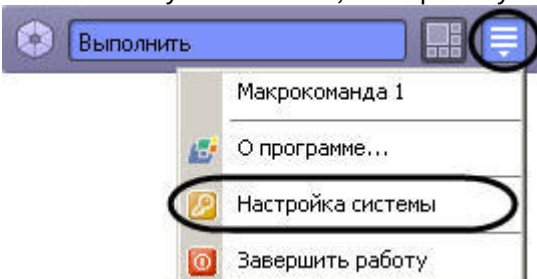 Выполнить
Макрокоманда 1
О программе...
Настройка системы
Завершить работу